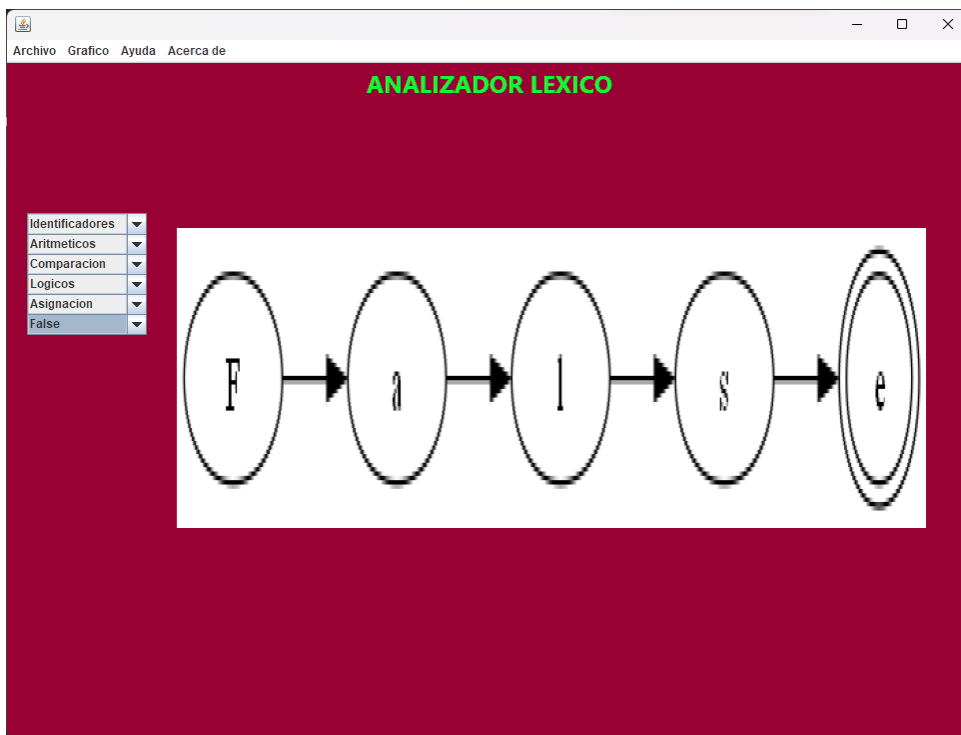 Archivo Grafico Ayuda Acerca de
ANALIZADOR LEXICO
Identificadores
Aritmeticos
Comparacion
Logicos
Asignacion
False
F a l s e